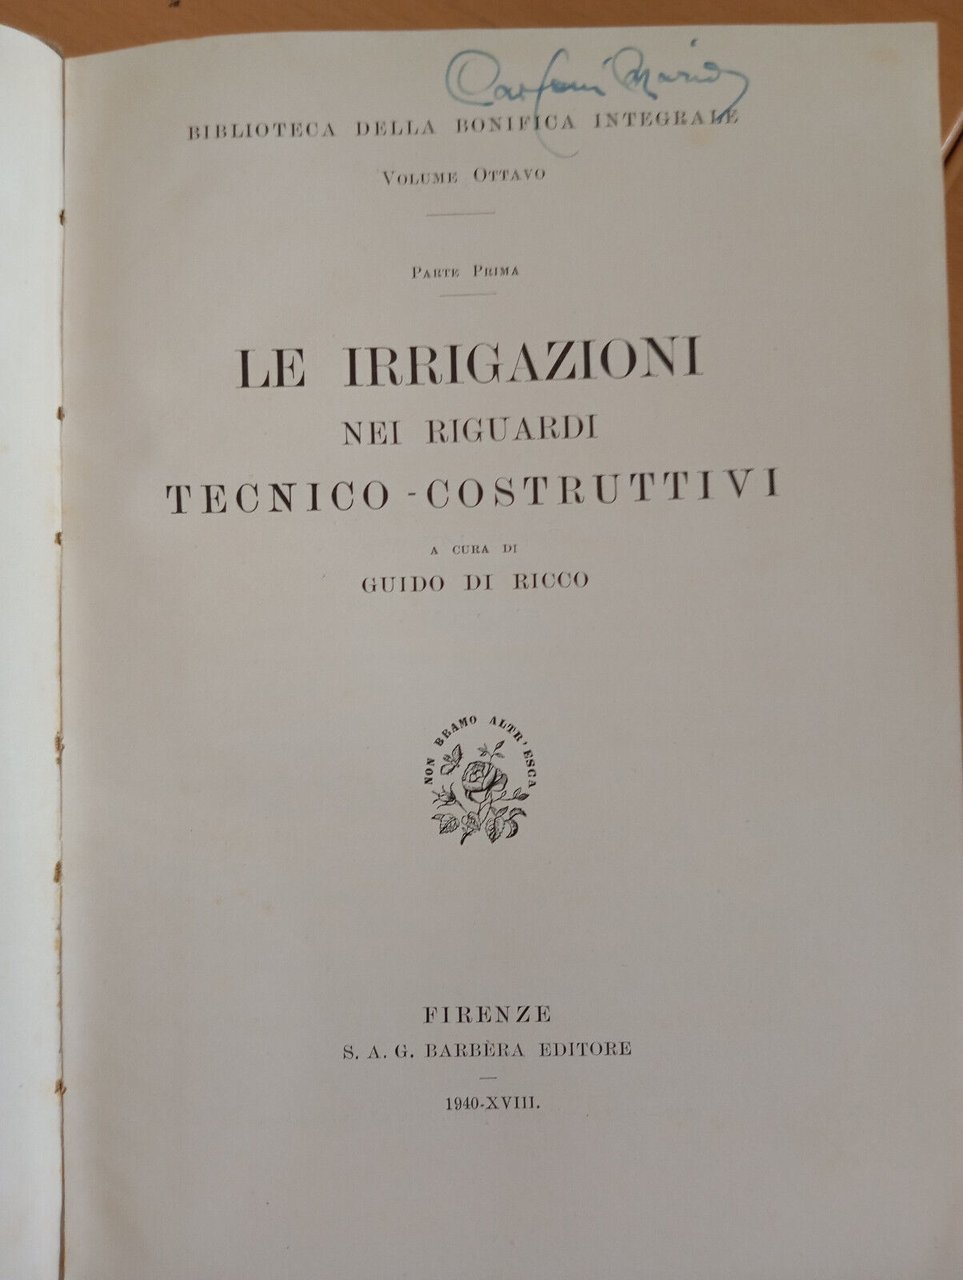 BIBLIOTECA DELLA BONIFICA INTEGRALE
VOLUME OTTAVO
PARTE PRIMA
LE IRRIGAZIONI
NEI RIGUARDI
TECNICO-COSTRUTTIVI
A CURA DI
GUIDO DI RICCO
NON BEAMO ALTR'ESCA
FIRENZE
S. A. G. BARBÈRA EDITORE
1940-XVIII.